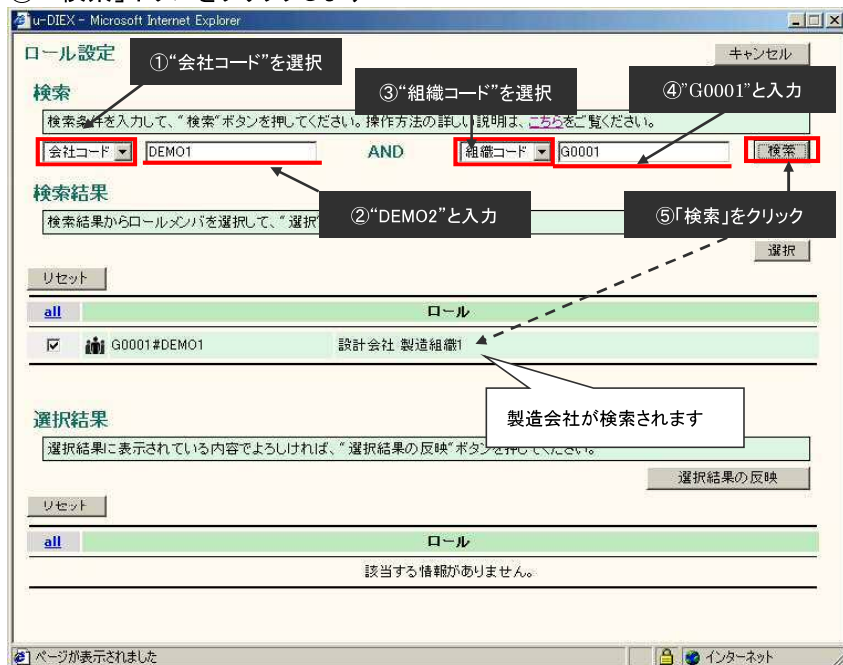 u-DIEX - Microsoft Internet Explorer
ロール設定
キャンセル
①“会社コード”を選択
検索
③“組織コード”を選択
④”G0001”と入力
検索条件を入力して、“検索”ボタンを押してください。操作方法の詳しい説明は、こちらをご覧ください。
会社コード DEMO1 AND 組織コード G0001 検索
検索結果
検索結果からロールメンバを選択して、“選択”
②“DEMO2”と入力
⑤「検索」をクリック
選択
リセット
all ロール
G0001#DEMO1 設計会社 製造組織1
製造会社が検索されます
選択結果
選択結果に表示されている内容でよろしければ、“選択結果の反映”ボタンを押してください。
選択結果の反映
リセット
all ロール
該当する情報がありません。
ページが表示されました インターネット